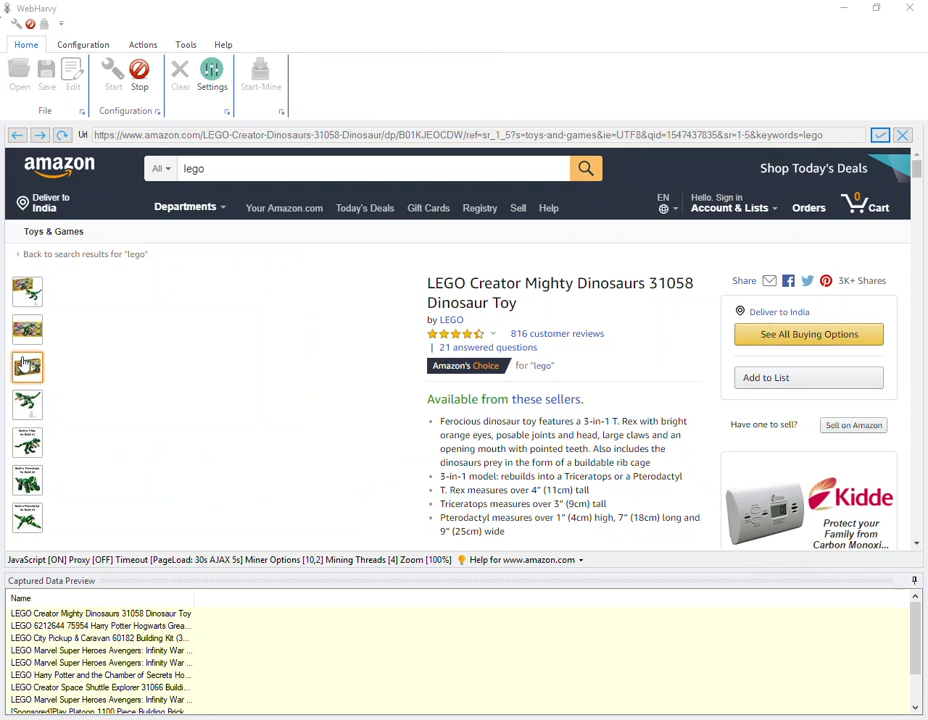 WebHarvy
Home Configuration Actions Tools Help
Open Save Edit Start Stop Clear Settings Start-Mine
File Configuration
Url https://www.amazon.com/LEGO-Creator-Dinosaurs-31058-Dinosaur/dp/B01KJEOCDW/ref=sr_1_5?s=toys-and-games&ie=UTF8&qid=1547437835&sr=1-5&keywords=lego
amazon All lego Shop Today's Deals
Deliver to
India
Departments Your Amazon.com Today's Deals Gift Cards Registry Sell Help
EN
Hello. Sign in
Account & Lists Orders 0 Cart
Toys & Games
‹ Back to search results for "lego"
LEGO Creator Mighty Dinosaurs 31058
Dinosaur Toy
by LEGO
816 customer reviews
| 21 answered questions
Amazon's Choice for "lego"
Available from these sellers.
• Ferocious dinosaur toy features a 3-in-1 T. Rex with bright
orange eyes, posable joints and head, large claws and an
opening mouth with pointed teeth. Also includes the
dinosaurs prey in the form of a buildable rib cage
• 3-in-1 model: rebuilds into a Triceratops or a Pterodactyl
• T. Rex measures over 4" (11cm) tall
• Triceratops measures over 3" (9cm) tall
• Pterodactyl measures over 1" (4cm) high, 7" (18cm) long and
9" (25cm) wide
Share 3K+ Shares
Deliver to India
See All Buying Options
Add to List
Have one to sell? Sell on Amazon
Kidde
Protect your
Family from
Carbon Monoxi...
JavaScript [ON] Proxy [OFF] Timeout [PageLoad: 30s AJAX 5s] Miner Options [10,2] Mining Threads [4] Zoom [100%] Help for www.amazon.com
Captured Data Preview
Name
LEGO Creator Mighty Dinosaurs 31058 Dinosaur Toy
LEGO 6212644 75954 Harry Potter Hogwarts Grea...
LEGO City Pickup & Caravan 60182 Building Kit (3...
LEGO Marvel Super Heroes Avengers: Infinity War ...
LEGO Marvel Super Heroes Avengers: Infinity War ...
LEGO Harry Potter and the Chamber of Secrets Ho...
LEGO Creator Space Shuttle Explorer 31066 Buildi...
LEGO Marvel Super Heroes Avengers: Infinity War ...
[Sponsored]Play Platoon 1100 Piece Building Brick...